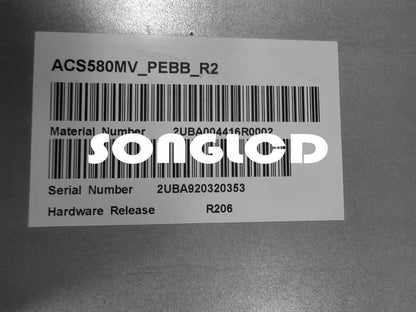 ACS580MV_PEBB_R2
Material Number 2UBA004416R0002
SONGLCD
Serial Number 2UBA920320353
Hardware Release R206